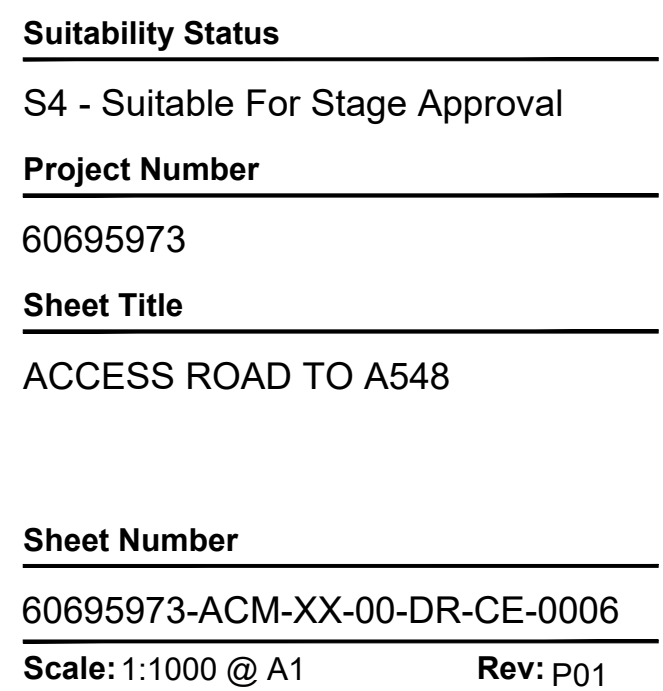 Suitability Status
S4 - Suitable For Stage Approval
Project Number
60695973
Sheet Title
ACCESS ROAD TO A548
Sheet Number
60695973-ACM-XX-00-DR-CE-0006
Scale: 1:1000 @ A1 Rev: P01